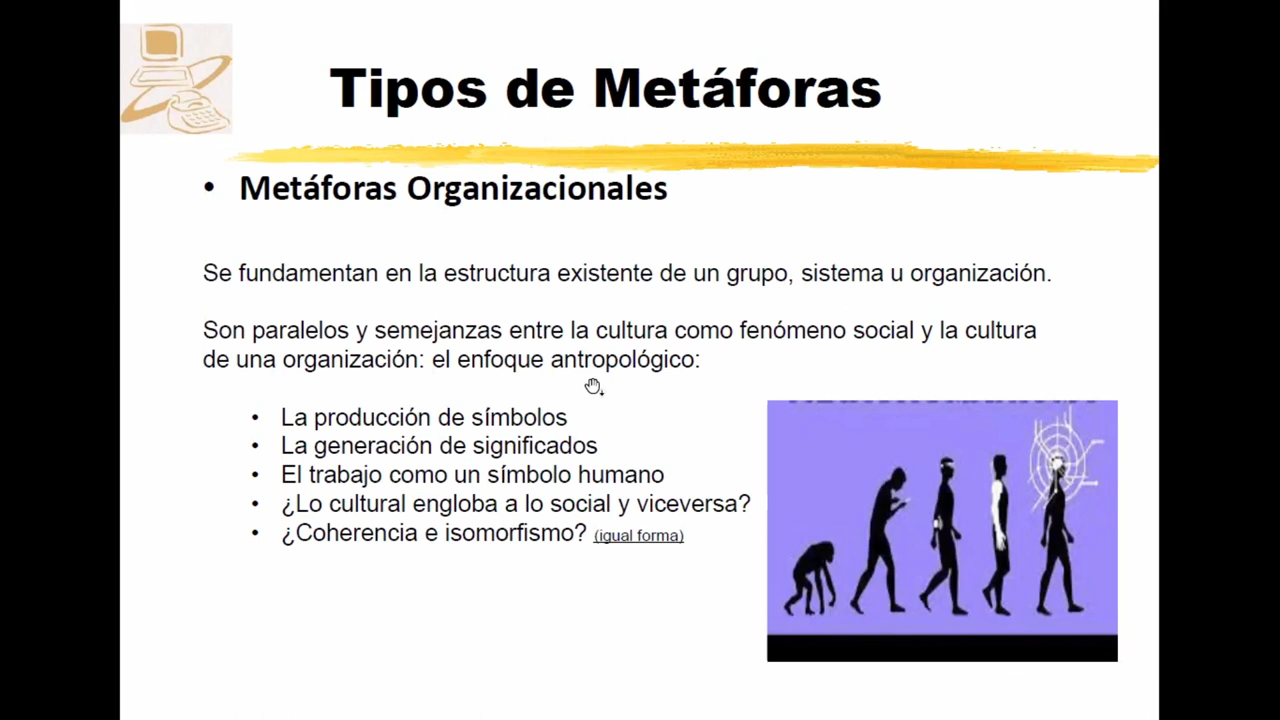 Tipos de Metáforas
• Metáforas Organizacionales
Se fundamentan en la estructura existente de un grupo, sistema u organización.
Son paralelos y semejanzas entre la cultura como fenómeno social y la cultura
de una organización: el enfoque antropológico:
• La producción de símbolos
• La generación de significados
• El trabajo como un símbolo humano
• ¿Lo cultural engloba a lo social y viceversa?
• ¿Coherencia e isomorfismo? (igual forma)